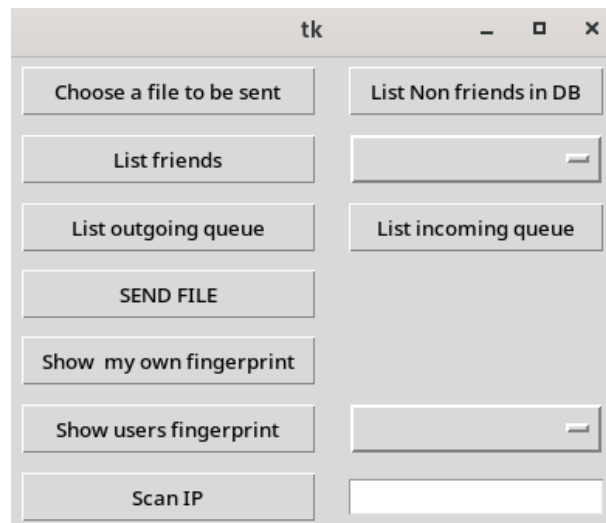 tk
Choose a file to be sent
List Non friends in DB
List friends
List outgoing queue
List incoming queue
SEND FILE
Show  my own fingerprint
Show users fingerprint
Scan IP